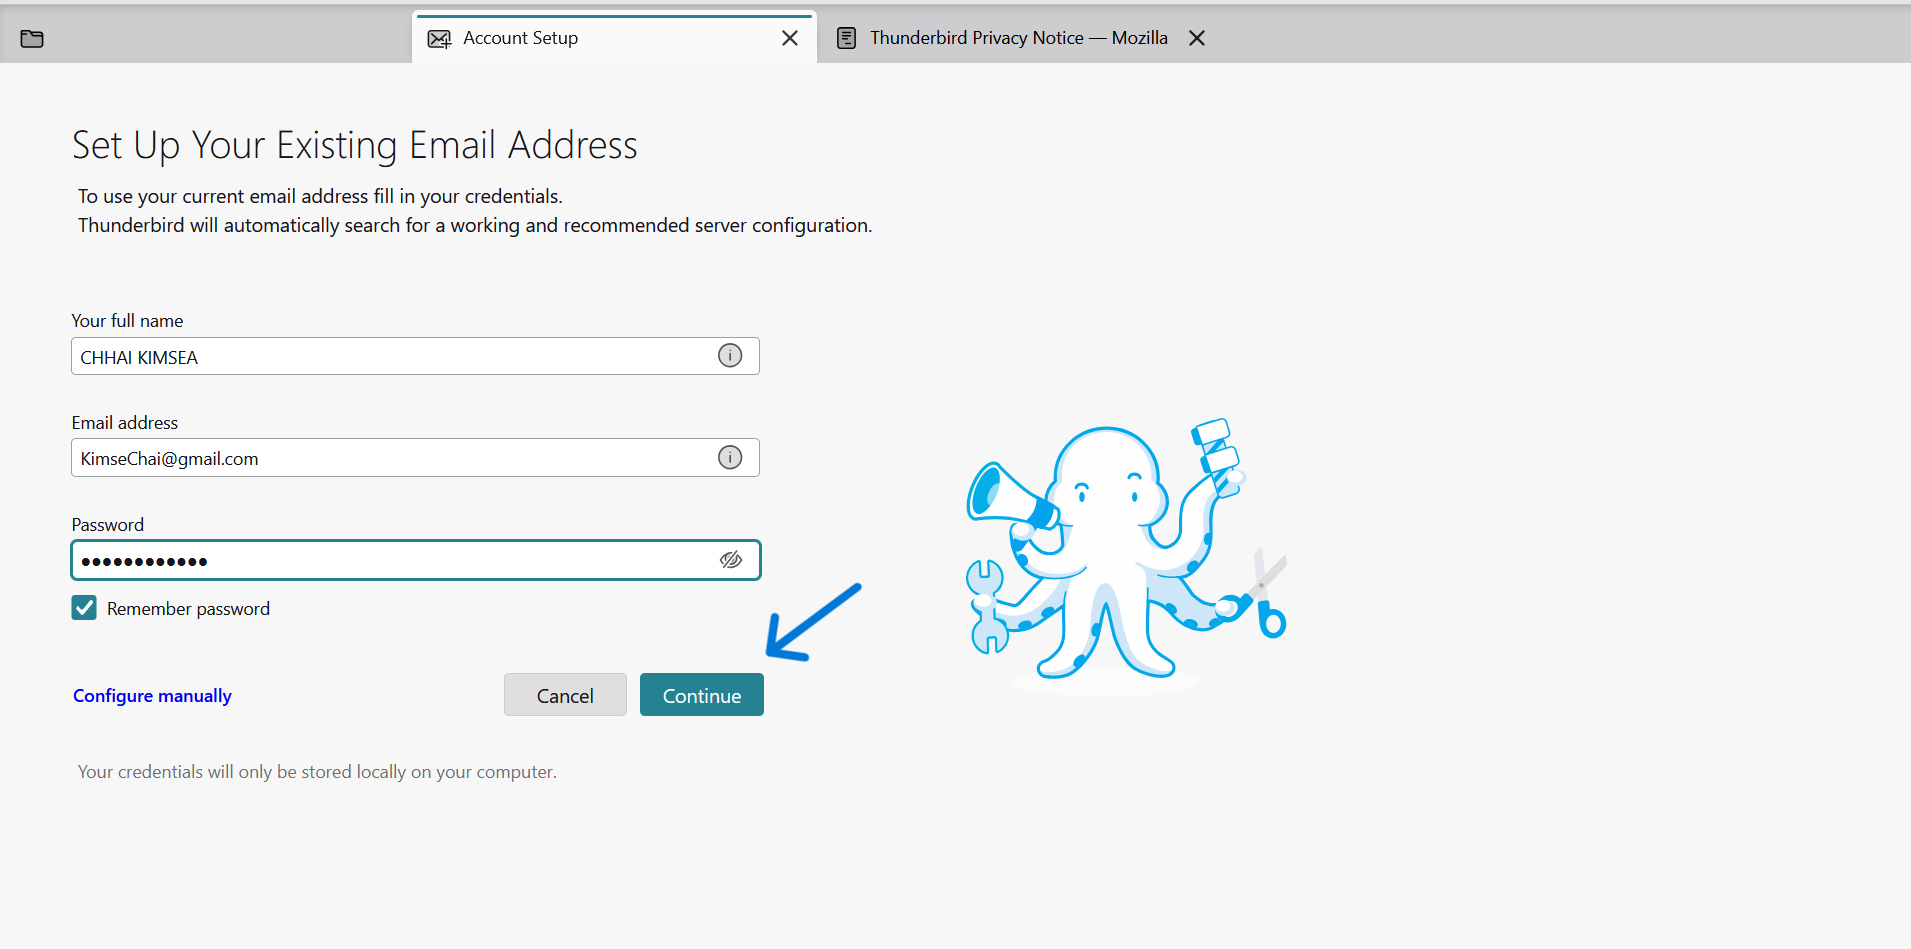 Account Setup
Thunderbird Privacy Notice — Mozilla
Set Up Your Existing Email Address
To use your current email address fill in your credentials.
Thunderbird will automatically search for a working and recommended server configuration.
Your full name
CHHAI KIMSEA
Email address
KimseChai@gmail.com
Password
●●●●●●●●●●●●
Remember password
Configure manually
Cancel
Continue
Your credentials will only be stored locally on your computer.